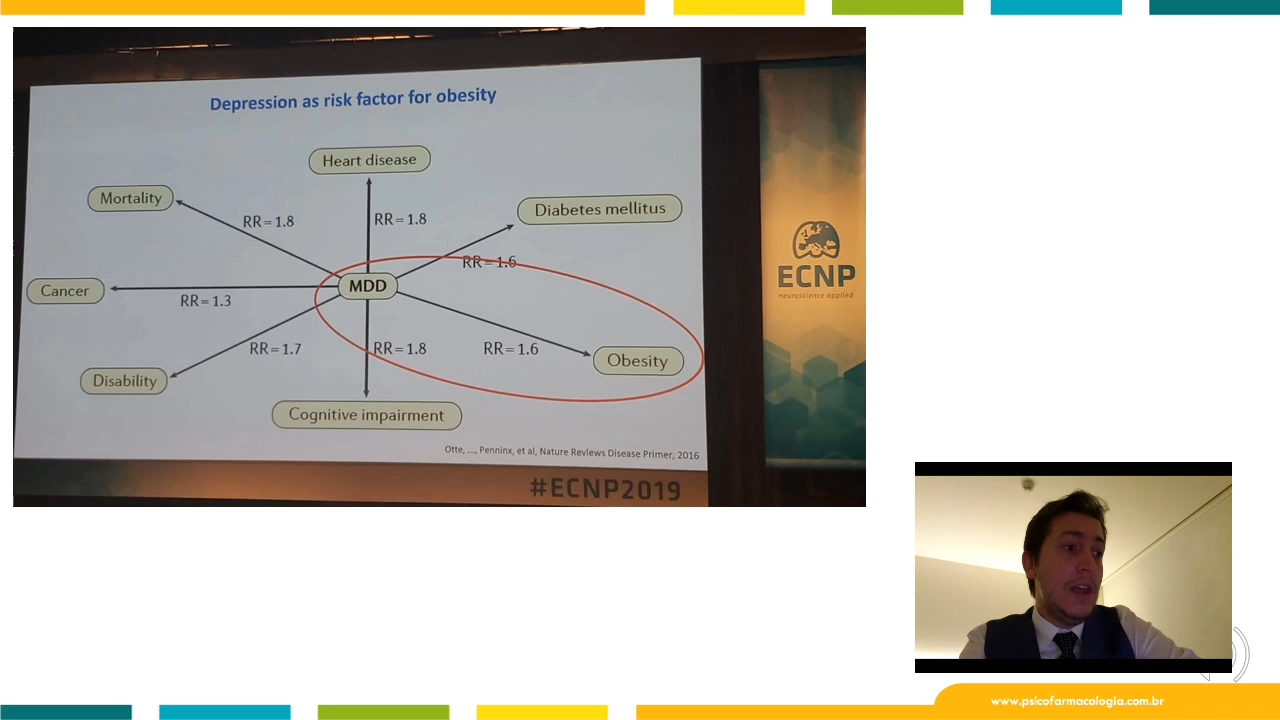 Depression as risk factor for obesity
Heart disease
Mortality
Diabetes mellitus
RR=1.8
RR=1.8
RR=1.6
MDD
Cancer
RR=1.3
RR=1.7
RR=1.8
RR=1.6
Obesity
Disability
Cognitive impairment
Otte, ..., Penninx, et al, Nature Reviews Disease Primer, 2016
#ECNP2019
ECNP
neuroscience applied
www.psicofarmacologia.com.br